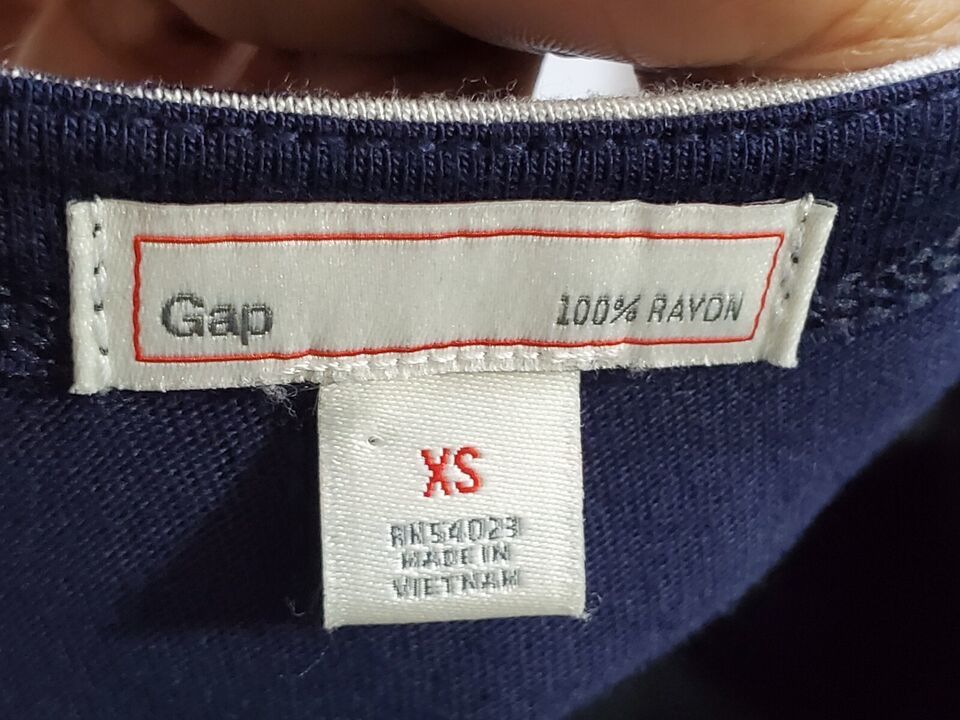 Gap
100% RAYON
XS
RN54023
MADE IN
VIETNAM